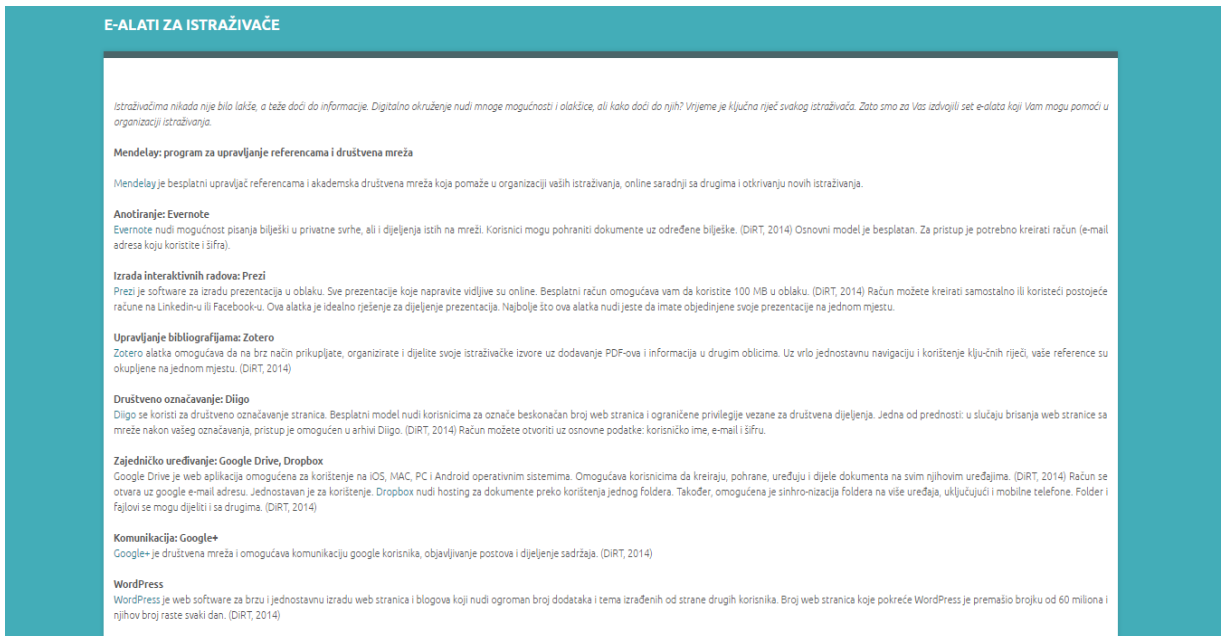 E-ALATI ZA ISTRAŽIVAČE
Istraživačima nikada nije bilo lakše, a teže doći do informacije. Digitalno okruženje nudi mnoge mogućnosti i olakšice, ali kako doći do njih? Vrijeme je ključna riječ svakog istraživača. Zato smo za Vas izdvojili set e-alata koji Vam mogu pomoći u
organizaciji istraživanja.
Mendelay: program za upravljanje referencama i društvena mreža
Mendelay je besplatni upravljač referencama i akademska društvena mreža koja pomaže u organizaciji vaših istraživanja, online saradnji sa drugima i otkrivanju novih istraživanja.
Anotiranje: Evernote
Evernote nudi mogućnost pisanja bilješki u privatne svrhe, ali i dijeljenja istih na mreži. Korisnici mogu pohraniti dokumente uz određene bilješke. (DiRT, 2014) Osnovni model je besplatan. Za pristup je potrebno kreirati račun (e-mail
adresa koju koristite i šifra).
Izrada interaktivnih radova: Prezi
Prezi je software za izradu prezentacija u oblaku. Sve prezentacije koje napravite vidljive su online. Besplatni račun omogućava vam da koristite 100 MB u oblaku. (DiRT, 2014) Račun možete kreirati samostalno ili koristeći postojeće
račune na Linkedin-u ili Facebook-u. Ova alatka je idealno rješenje za dijeljenje prezentacija. Najbolje što ova alatka nudi jeste da imate objedinjene svoje prezentacije na jednom mjestu.
Upravljanje bibliografijama: Zotero
Zotero alatka omogućava da na brz način prikupljate, organizirate i dijelite svoje istraživačke izvore uz dodavanje PDF-ova i informacija u drugim oblicima. Uz vrlo jednostavnu navigaciju i korištenje klju-čnih riječi, vaše reference su
okupljene na jednom mjestu. (DiRT, 2014)
Društveno označavanje: Diigo
Diigo se koristi za društveno označavanje stranica. Besplatni model nudi korisnicima za označe beskonačan broj web stranica i ograničene privilegije vezane za društvena dijeljenja. Jedna od prednosti: u slučaju brisanja web stranice sa
mreže nakon vašeg označavanja, pristup je omogućen u arhivi Diigo. (DiRT, 2014) Račun možete otvoriti uz osnovne podatke: korisničko ime, e-mail i šifru.
Zajedničko uređivanje: Google Drive, Dropbox
Google Drive je web aplikacija omogućena za korištenje na iOS, MAC, PC i Android operativnim sistemima. Omogućava korisnicima da kreiraju, pohrane, uređuju i dijele dokumenta na svim njihovim uređajima. (DiRT, 2014) Račun se
otvara uz google e-mail adresu. Jednostavan je za korištenje. Dropbox nudi hosting za dokumente preko korištenja jednog foldera. Također, omogućena je sinhro-nizacija foldera na više uređaja, uključujući i mobilne telefone. Folder i
fajlovi se mogu dijeliti i sa drugima. (DiRT, 2014)
Komunikacija: Google+
Google+ je društvena mreža i omogućava komunikaciju google korisnika, objavljivanje postova i dijeljenje sadržaja. (DiRT, 2014)
WordPress
WordPress je web software za brzu i jednostavnu izradu web stranica i blogova koji nudi ogroman broj dodataka i tema izrađenih od strane drugih korisnika. Broj web stranica koje pokreće WordPress je premašio brojku od 60 miliona i
njihov broj raste svaki dan. (DiRT, 2014)